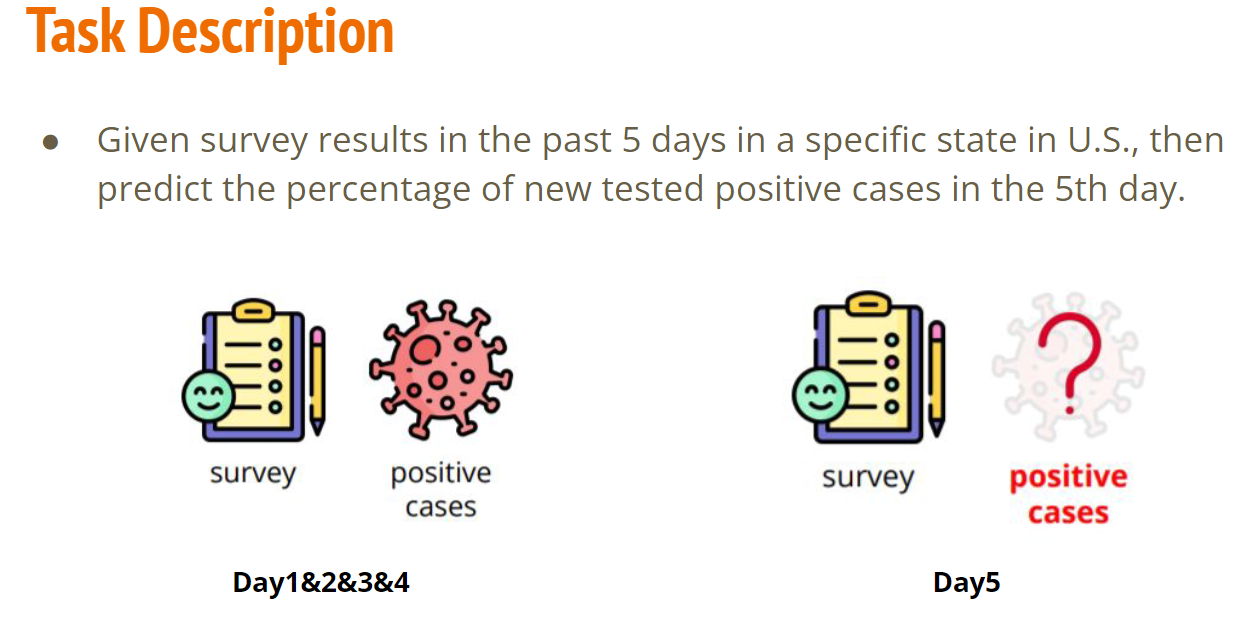 Task Description
● Given survey results in the past 5 days in a specific state in U.S., then
predict the percentage of new tested positive cases in the 5th day.
survey
positive
cases
survey
positive
cases
Day1&2&3&4
Day5